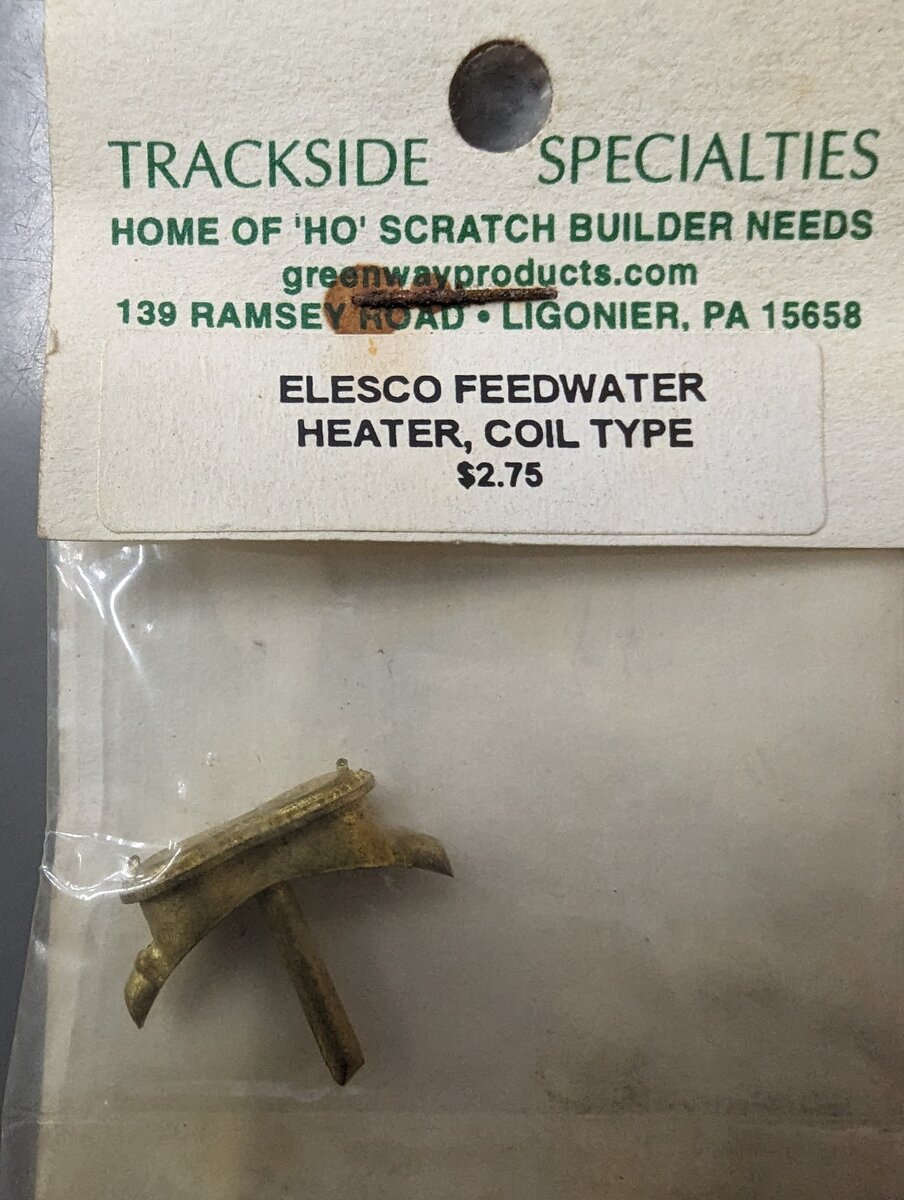 TRACKSIDE SPECIALTIES
HOME OF 'HO' SCRATCH BUILDER NEEDS
greenwayproducts.com
139 RAMSEY ROAD • LIGONIER, PA 15658
ELESCO FEEDWATER
HEATER, COIL TYPE
$2.75